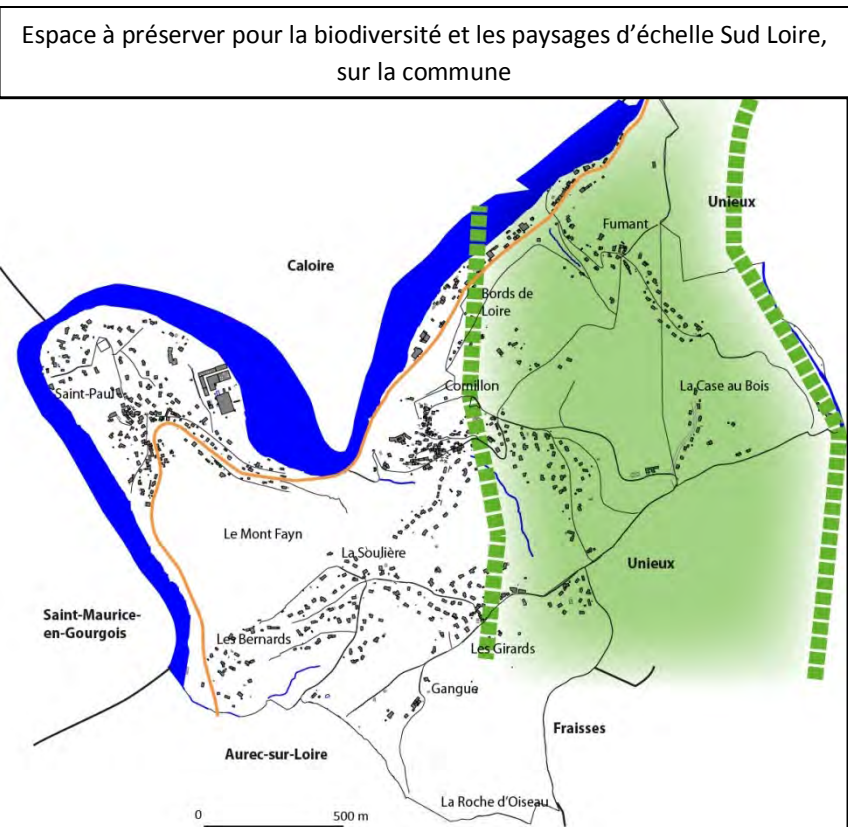 Espace à préserver pour la biodiversité et les paysages d'échelle Sud Loire,
sur la commune
Unieux
Fumant
Caloire
Bords de
Loire
Saint-Paul
Cornillon
La Case au Bois
Le Mont Fayn
La Soulière
Unieux
Saint-Maurice-
en-Gourgois
Les Bernards
Les Girards
Gangue
Fraisses
Aurec-sur-Loire
La Roche d'Oiseau
0 500 m